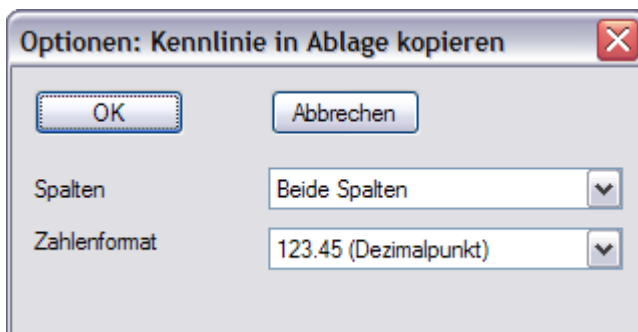 Optionen: Kennlinie in Ablage kopieren
OK Abbrechen
Spalten Beide Spalten
Zahlenformat 123.45 (Dezimalpunkt)